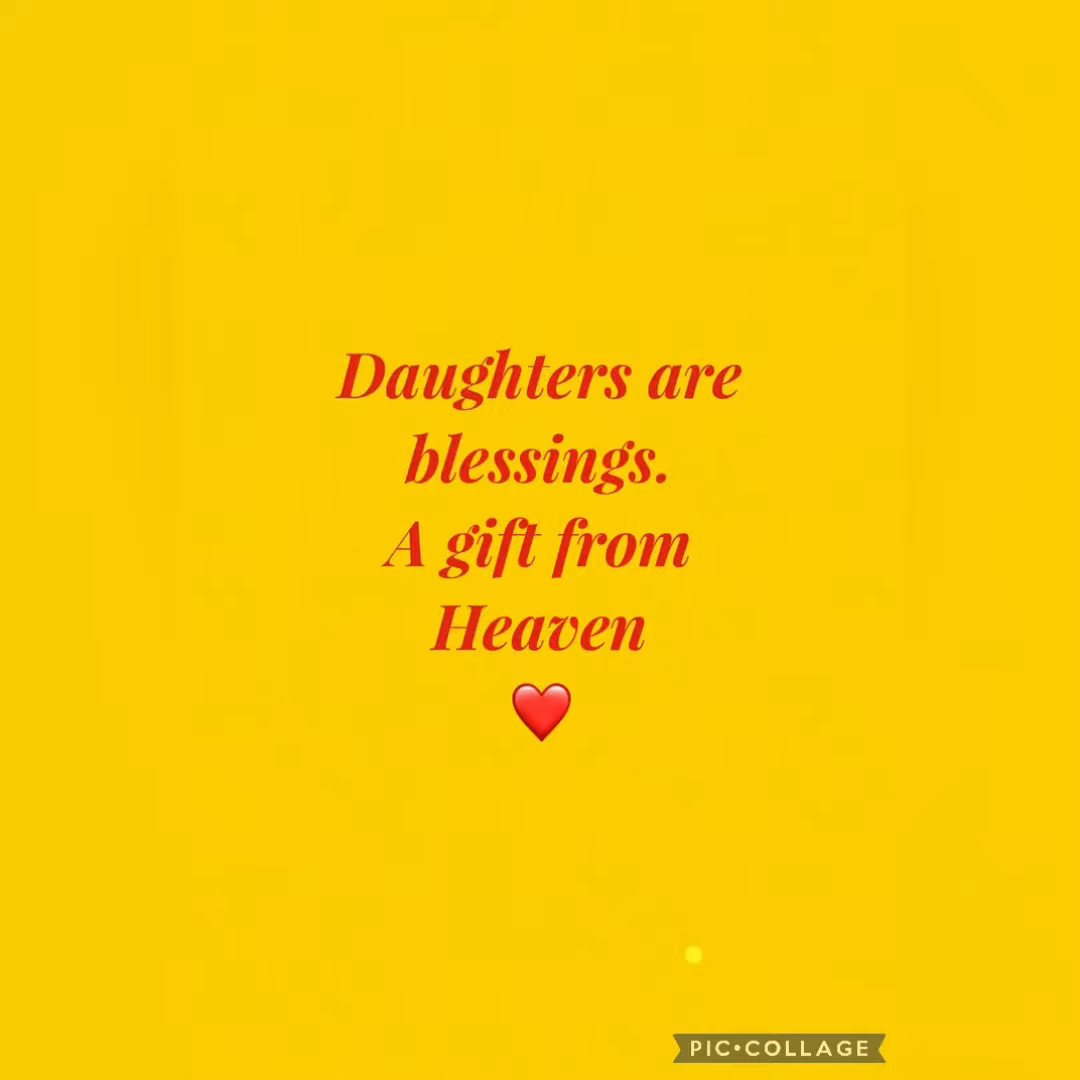 Daughters are
blessings.
A gift from
Heaven
❤️
PIC•COLLAGE